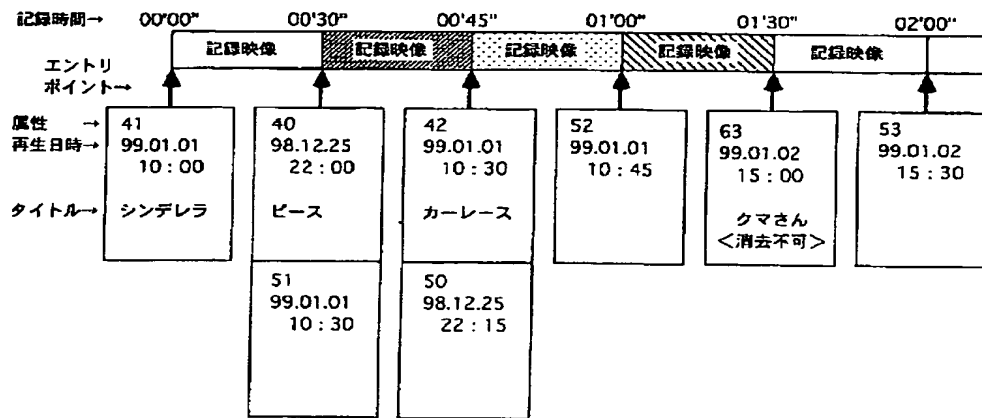 記録時間→ 00'00" 00'30" 00'45" 01'00" 01'30" 02'00"
記録映像 記録映像 記録映像 記録映像 記録映像
エントリ
ポイント→
属性 → 41 40 42 52 63 53
再生日時→ 99.01.01 98.12.25 99.01.01 99.01.01 99.01.02 99.01.02
10：00 22：00 10：30 10：45 15：00 15：30
タイトル→ シンデレラ ピース カーレース クマさん
＜消去不可＞
51 50
99.01.01 98.12.25
10：30 22：15